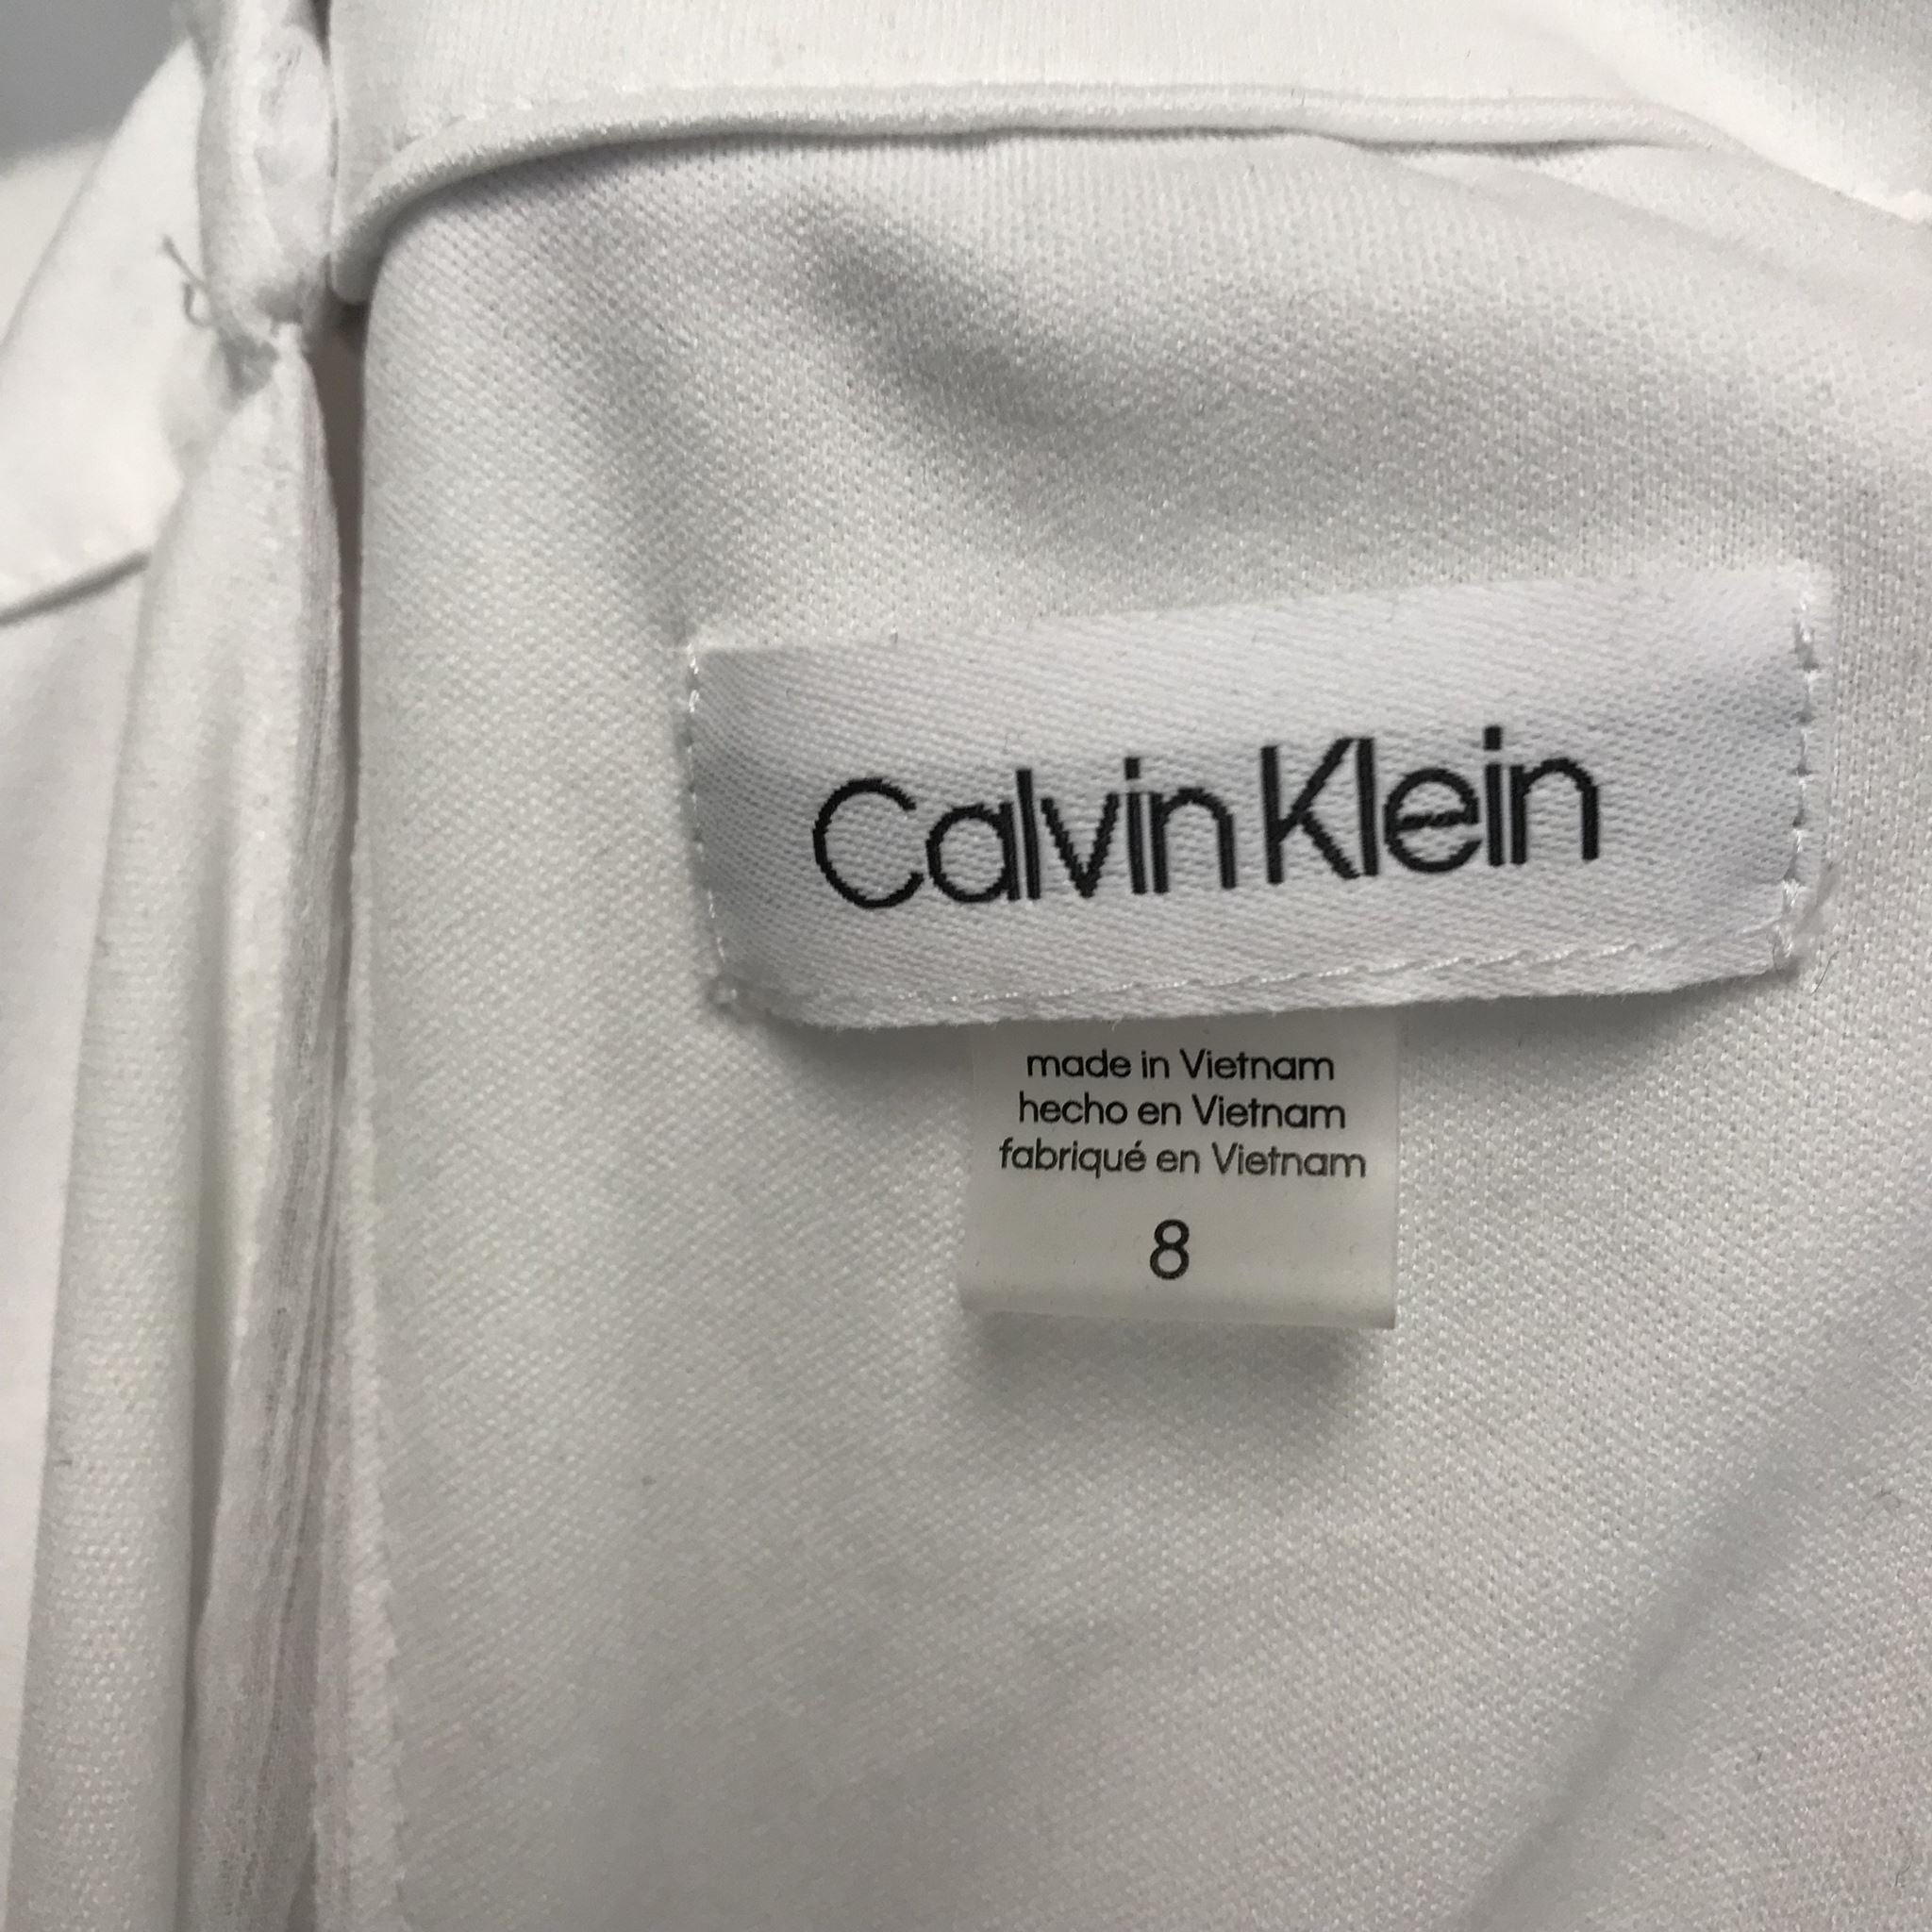 Calvin Klein
made in Vietnam
hecho en Vietnam
fabriqué en Vietnam
8